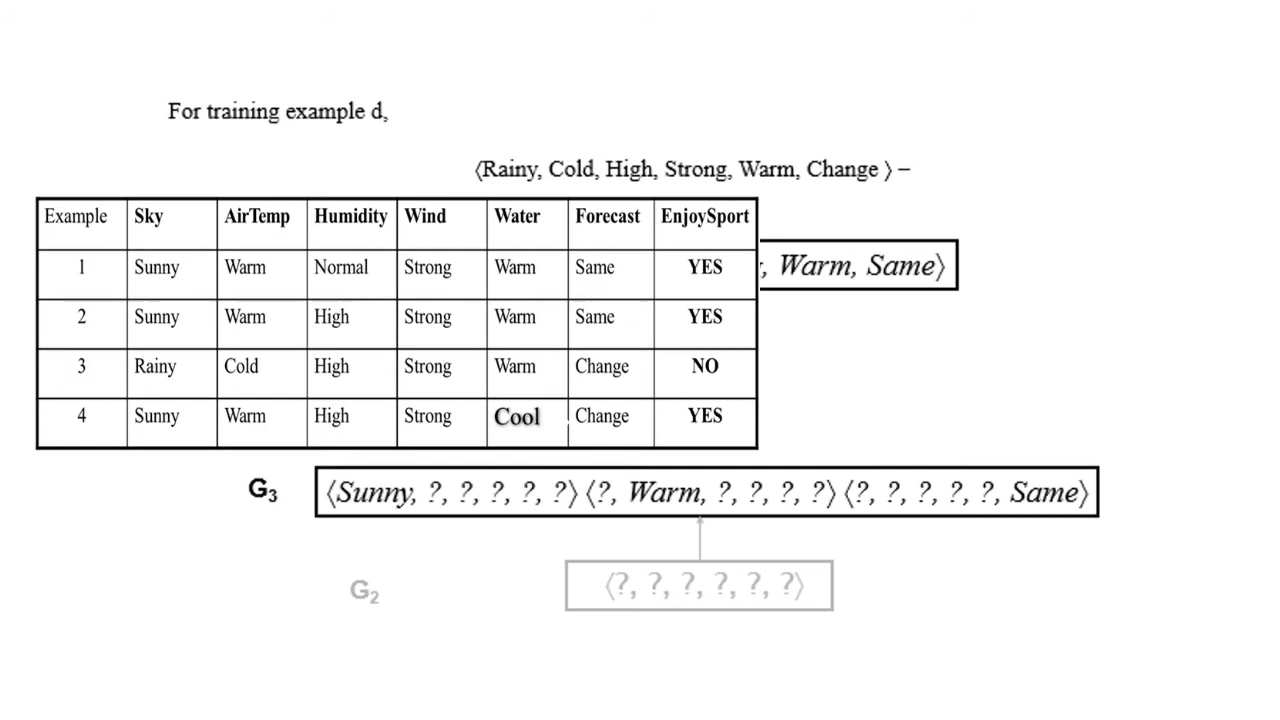 For training example d,
⟨Rainy, Cold, High, Strong, Warm, Change ⟩ –
Example Sky AirTemp Humidity Wind Water Forecast EnjoySport
1 Sunny Warm Normal Strong Warm Same YES
, Warm, Same⟩
2 Sunny Warm High Strong Warm Same YES
3 Rainy Cold High Strong Warm Change NO
4 Sunny Warm High Strong Cool Change YES
G3 ⟨Sunny, ?, ?, ?, ?, ?⟩ ⟨?, Warm, ?, ?, ?, ?⟩ ⟨?, ?, ?, ?, ?, Same⟩
G2 ⟨?, ?, ?, ?, ?, ?⟩